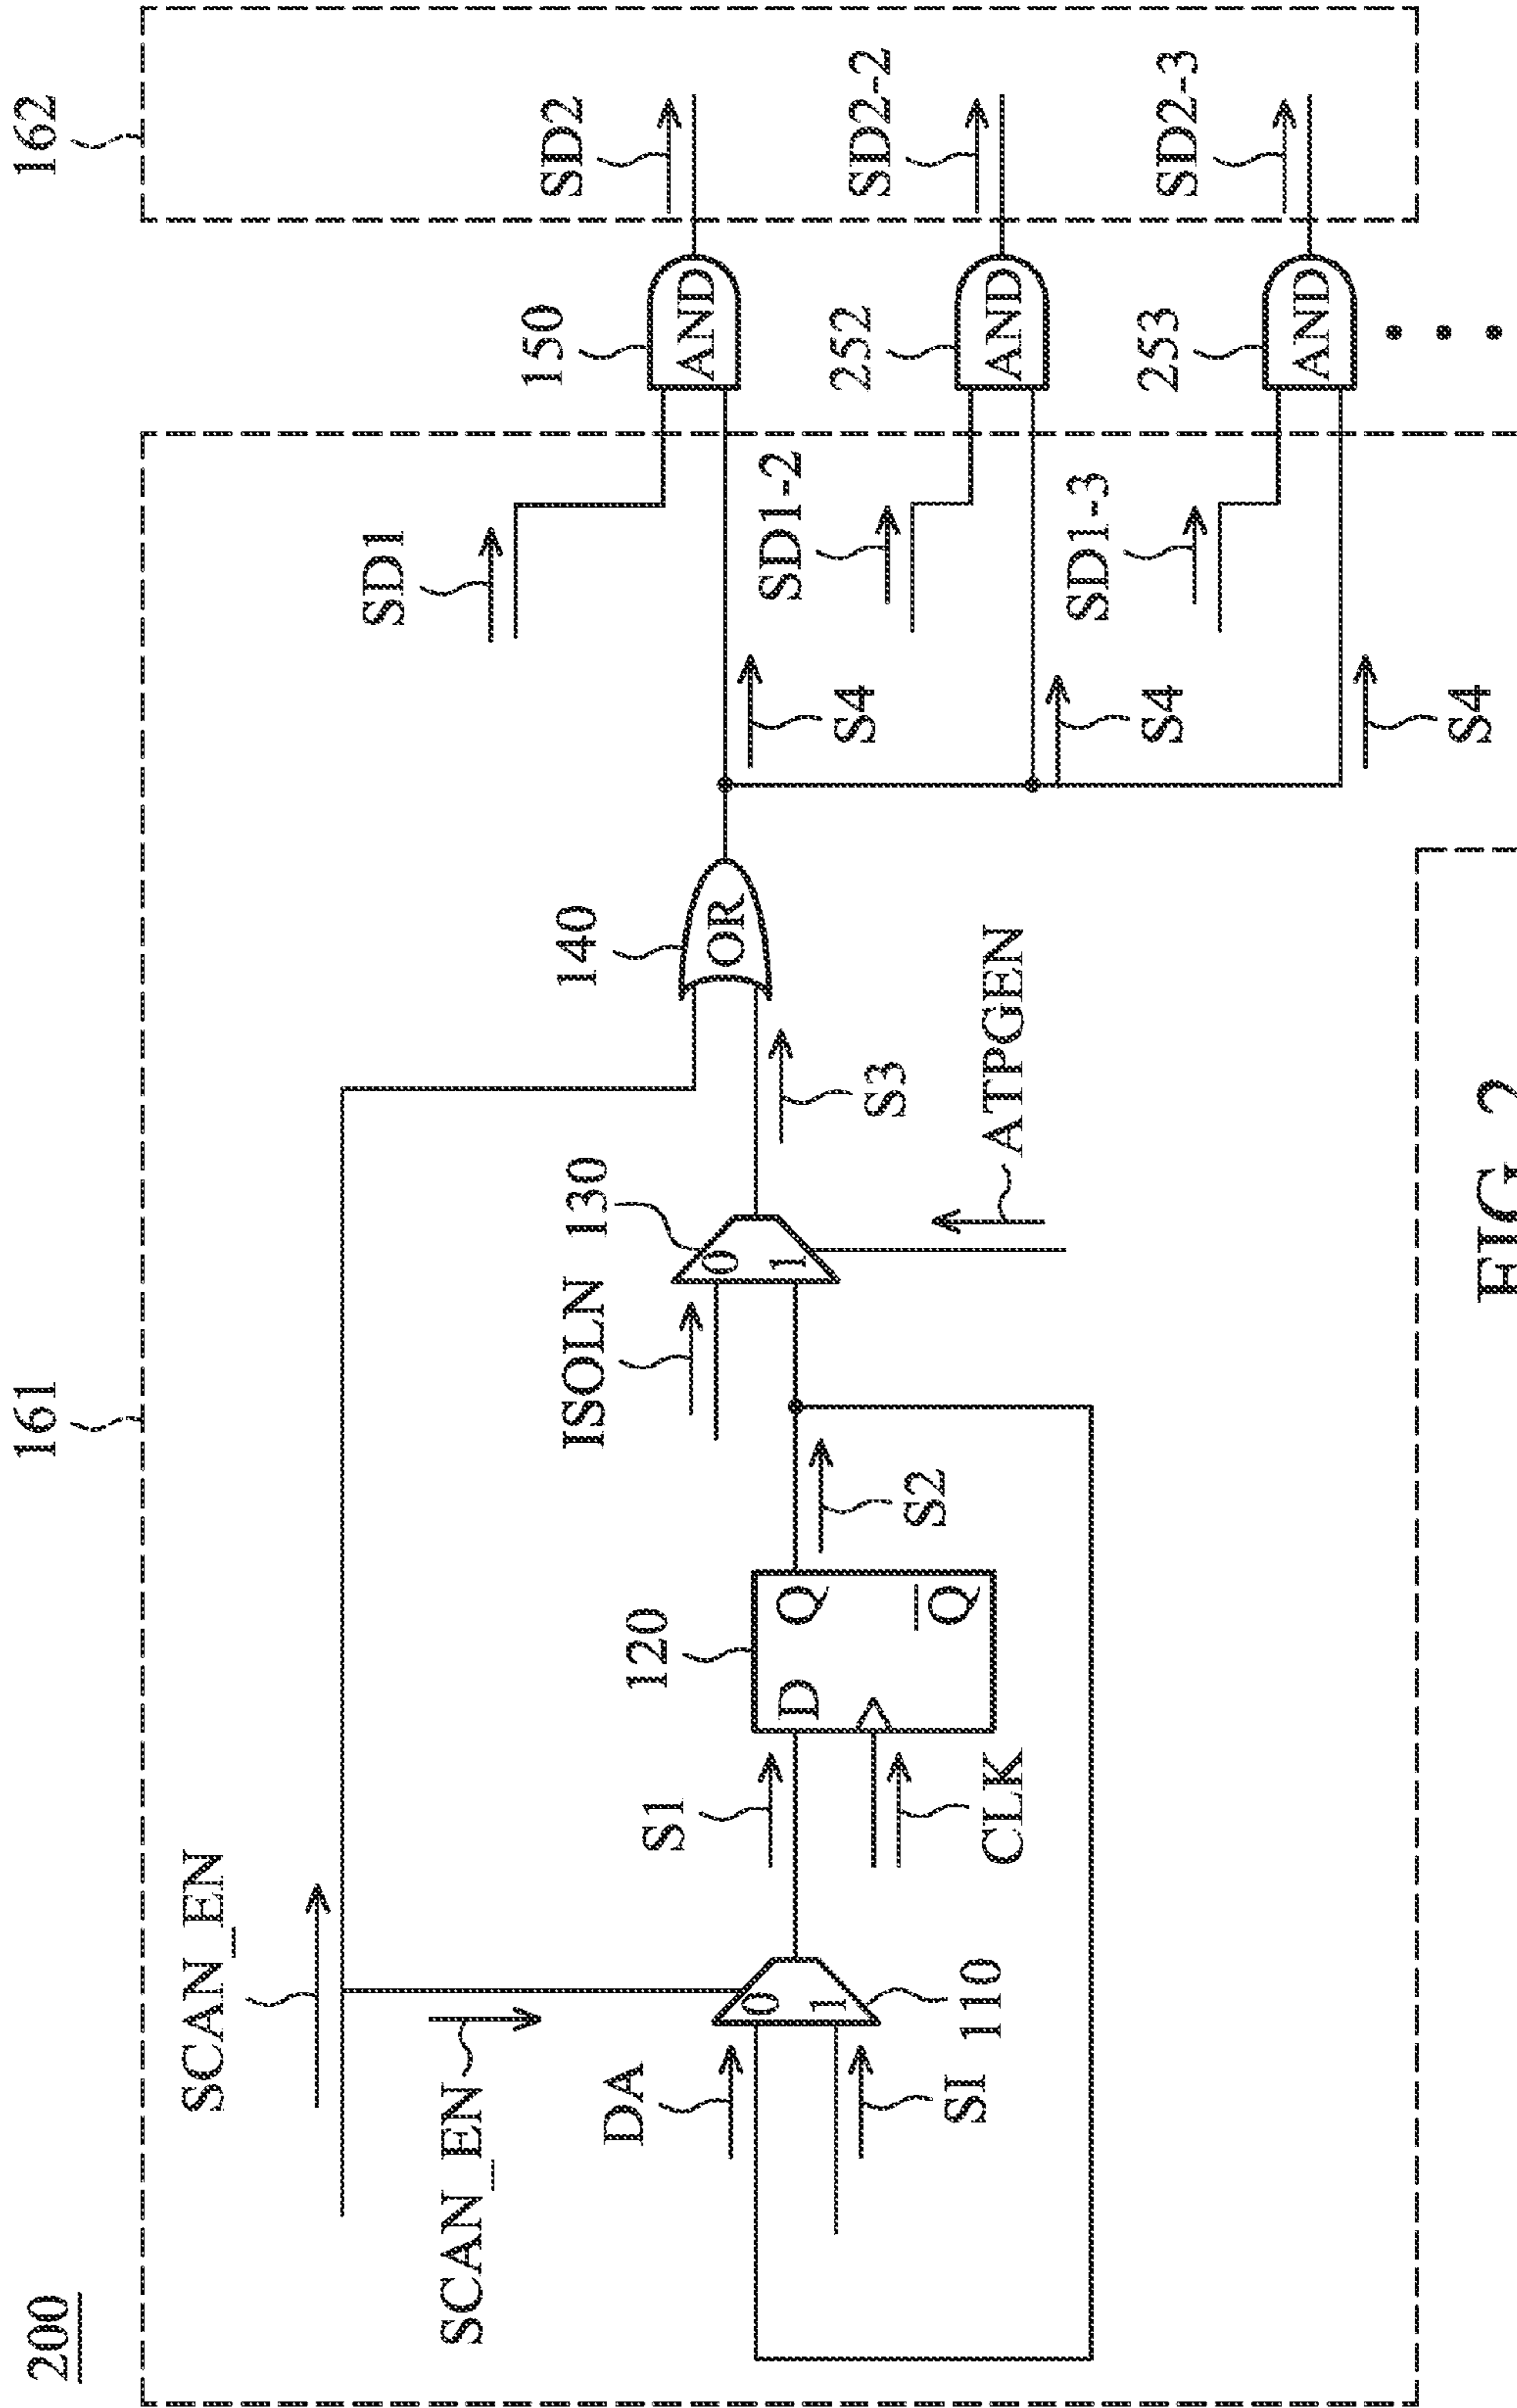 200
161
162
SCAN_EN
SCAN_EN
SD1
SD2
150
AND
140
OR
ISOLN
130
0
1
DA
0
1
SI
110
S1
120
D
Q
Q
CLK
S2
S3
ATPGEN
S4
SD1-2
252
AND
SD2-2
S4
SD1-3
253
AND
SD2-3
S4
FIG. 2